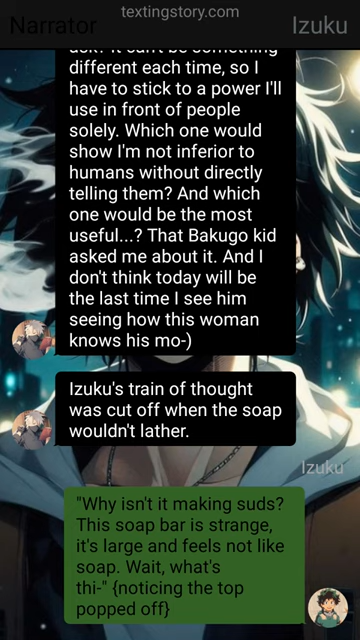 textingstory.com
Narrator
Izuku
ask? It can't be something
different each time, so I
have to stick to a power I'll
use in front of people
solely. Which one would
show I'm not inferior to
humans without directly
telling them? And which
one would be the most
useful...? That Bakugo kid
asked me about it. And I
don't think today will be
the last time I see him
seeing how this woman
knows his mo-)
Izuku's train of thought
was cut off when the soap
wouldn't lather.
Izuku
"Why isn't it making suds?
This soap bar is strange,
it's large and feels not like
soap. Wait, what's
thi-" {noticing the top
popped off}